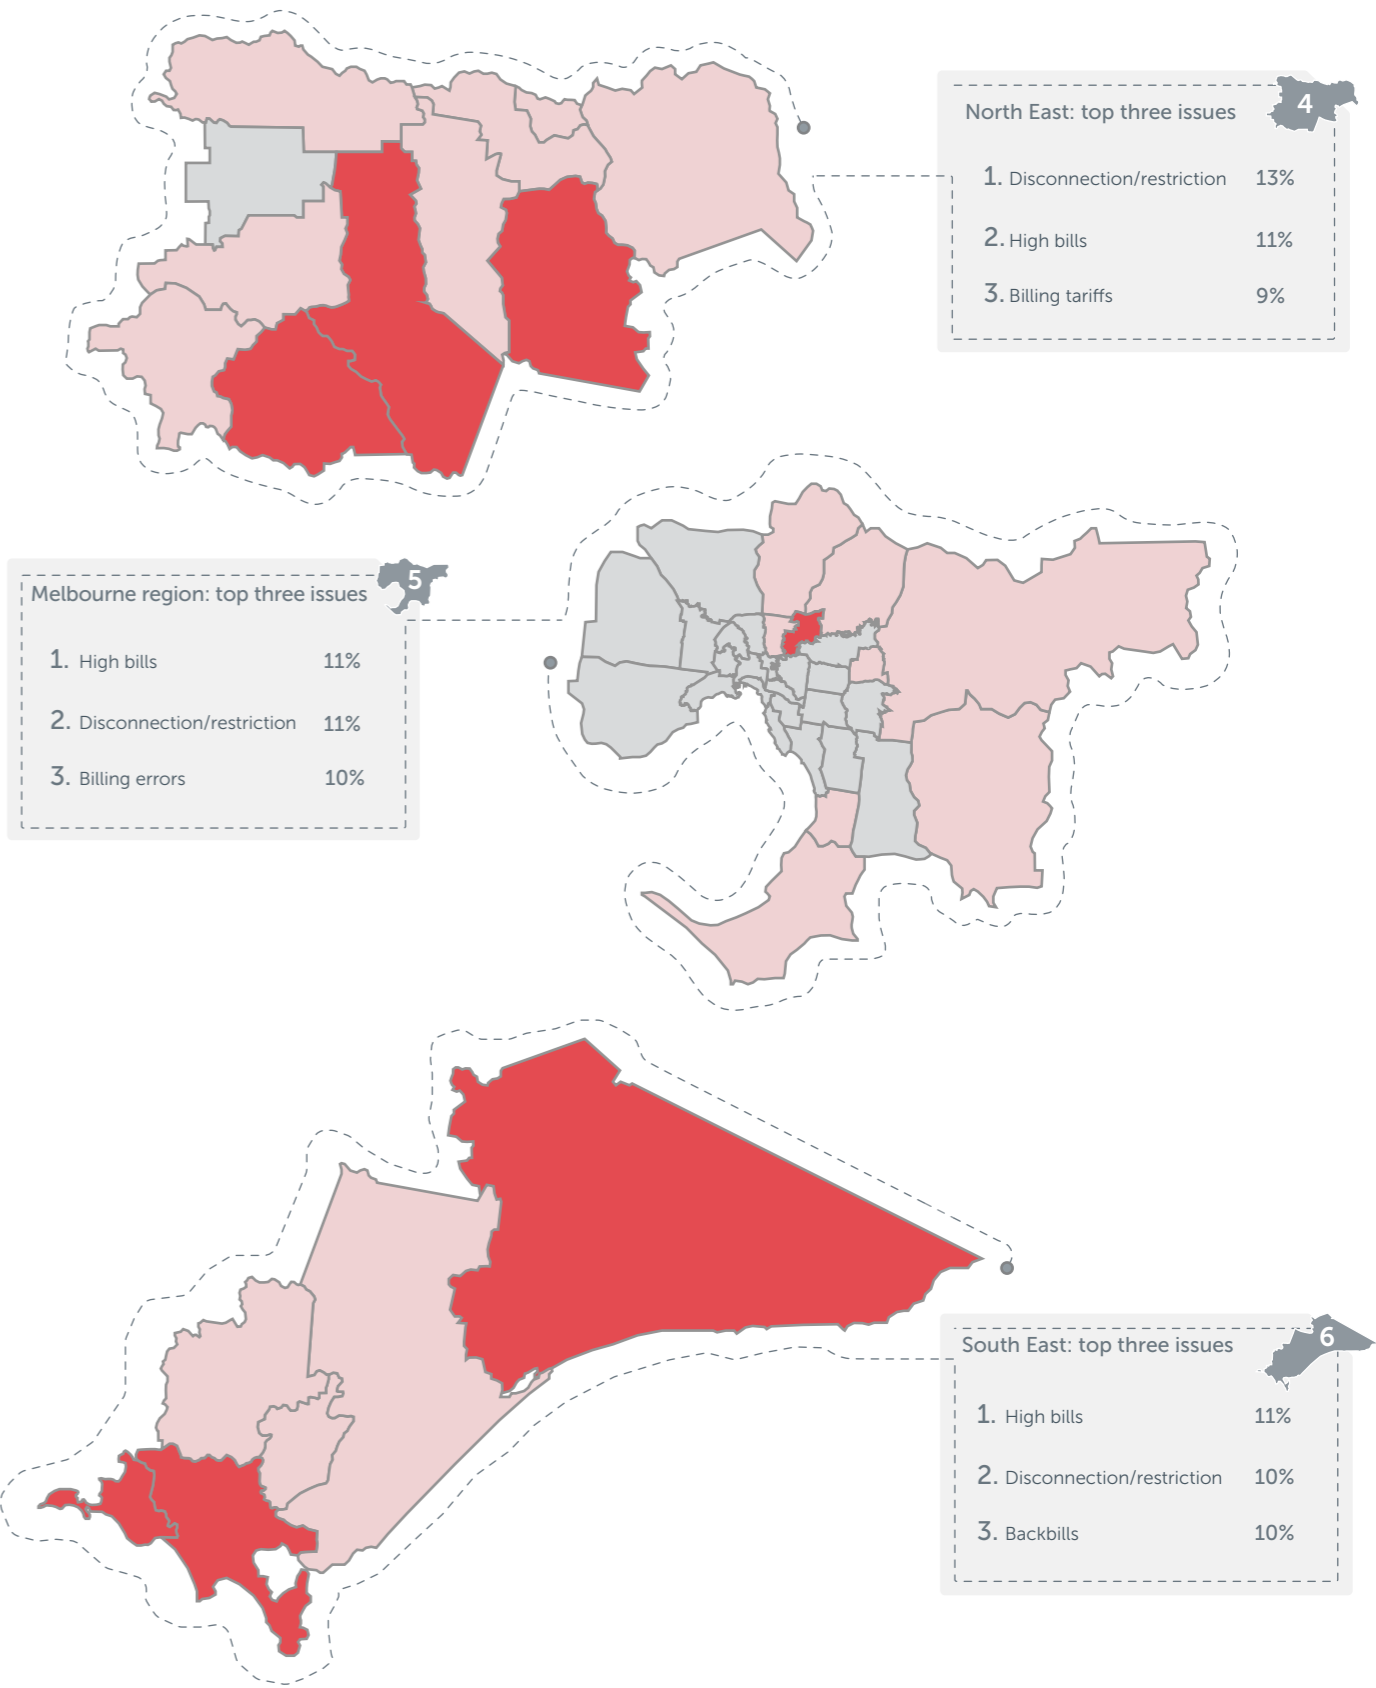 4
North East: top three issues
1. Disconnection/restriction 13%
2. High bills 11%
3. Billing tariffs 9%
5
Melbourne region: top three issues
1. High bills 11%
2. Disconnection/restriction 11%
3. Billing errors 10%
6
South East: top three issues
1. High bills 11%
2. Disconnection/restriction 10%
3. Backbills 10%